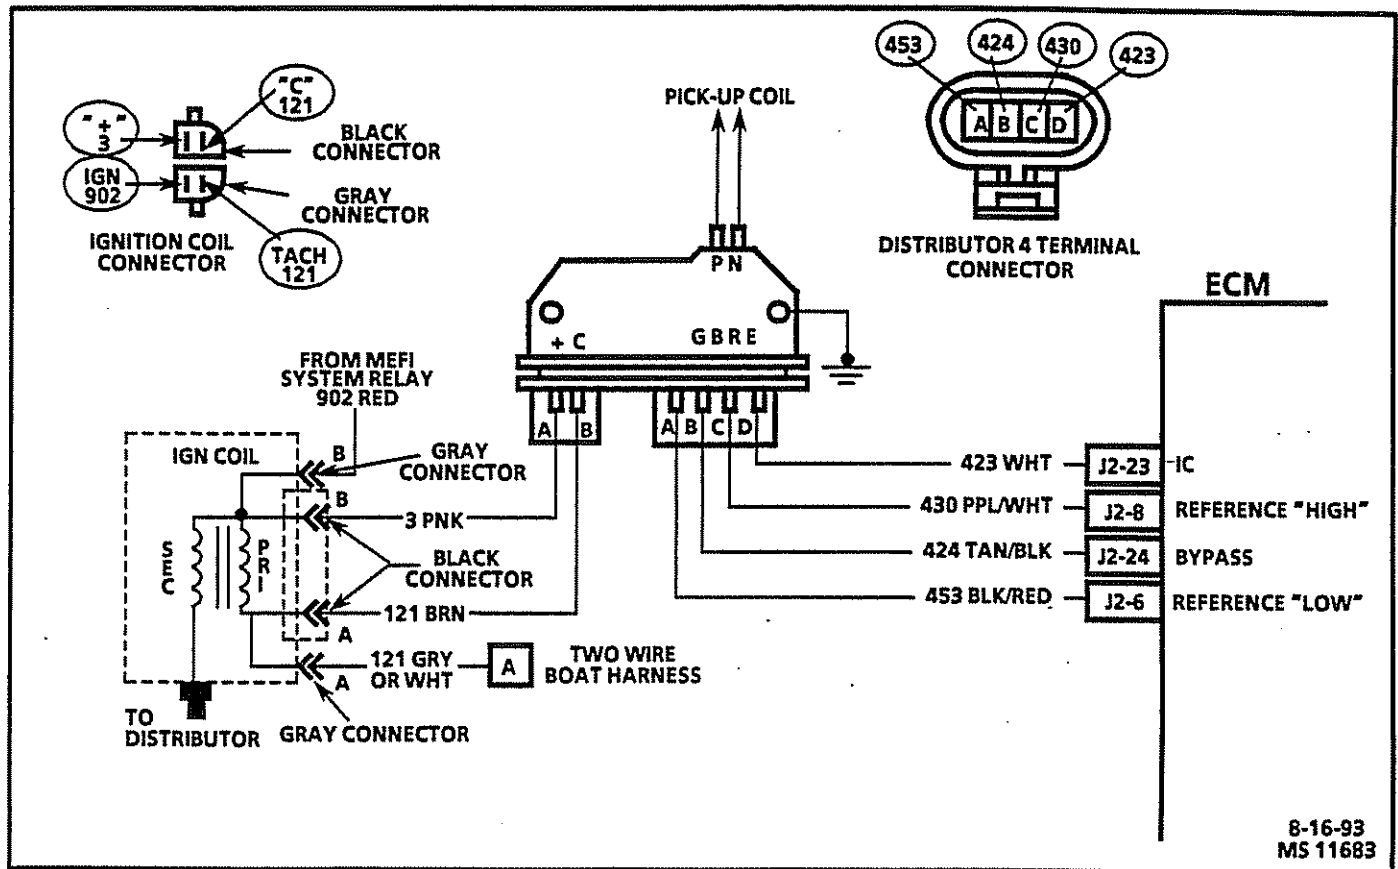 453
424
430
423
"C"
121
"+"
3
IGN
902
BLACK
CONNECTOR
GRAY
CONNECTOR
IGNITION COIL
CONNECTOR
TACH
121
PICK-UP COIL
A B C D
DISTRIBUTOR 4 TERMINAL
CONNECTOR
P N
+ C
G B R E
ECM
FROM MEFI
SYSTEM RELAY
902 RED
A B
A B C D
IGN COIL
B
GRAY
CONNECTOR
B
3 PNK
SEC
PRI
BLACK
CONNECTOR
121 BRN
A
121 GRY
OR WHT
A
A
TWO WIRE
BOAT HARNESS
TO
DISTRIBUTOR
GRAY CONNECTOR
423 WHT
J2-23
IC
430 PPL/WHT
J2-8
REFERENCE "HIGH"
424 TAN/BLK
J2-24
BYPASS
453 BLK/RED
J2-6
REFERENCE "LOW"
8-16-93
MS 11683